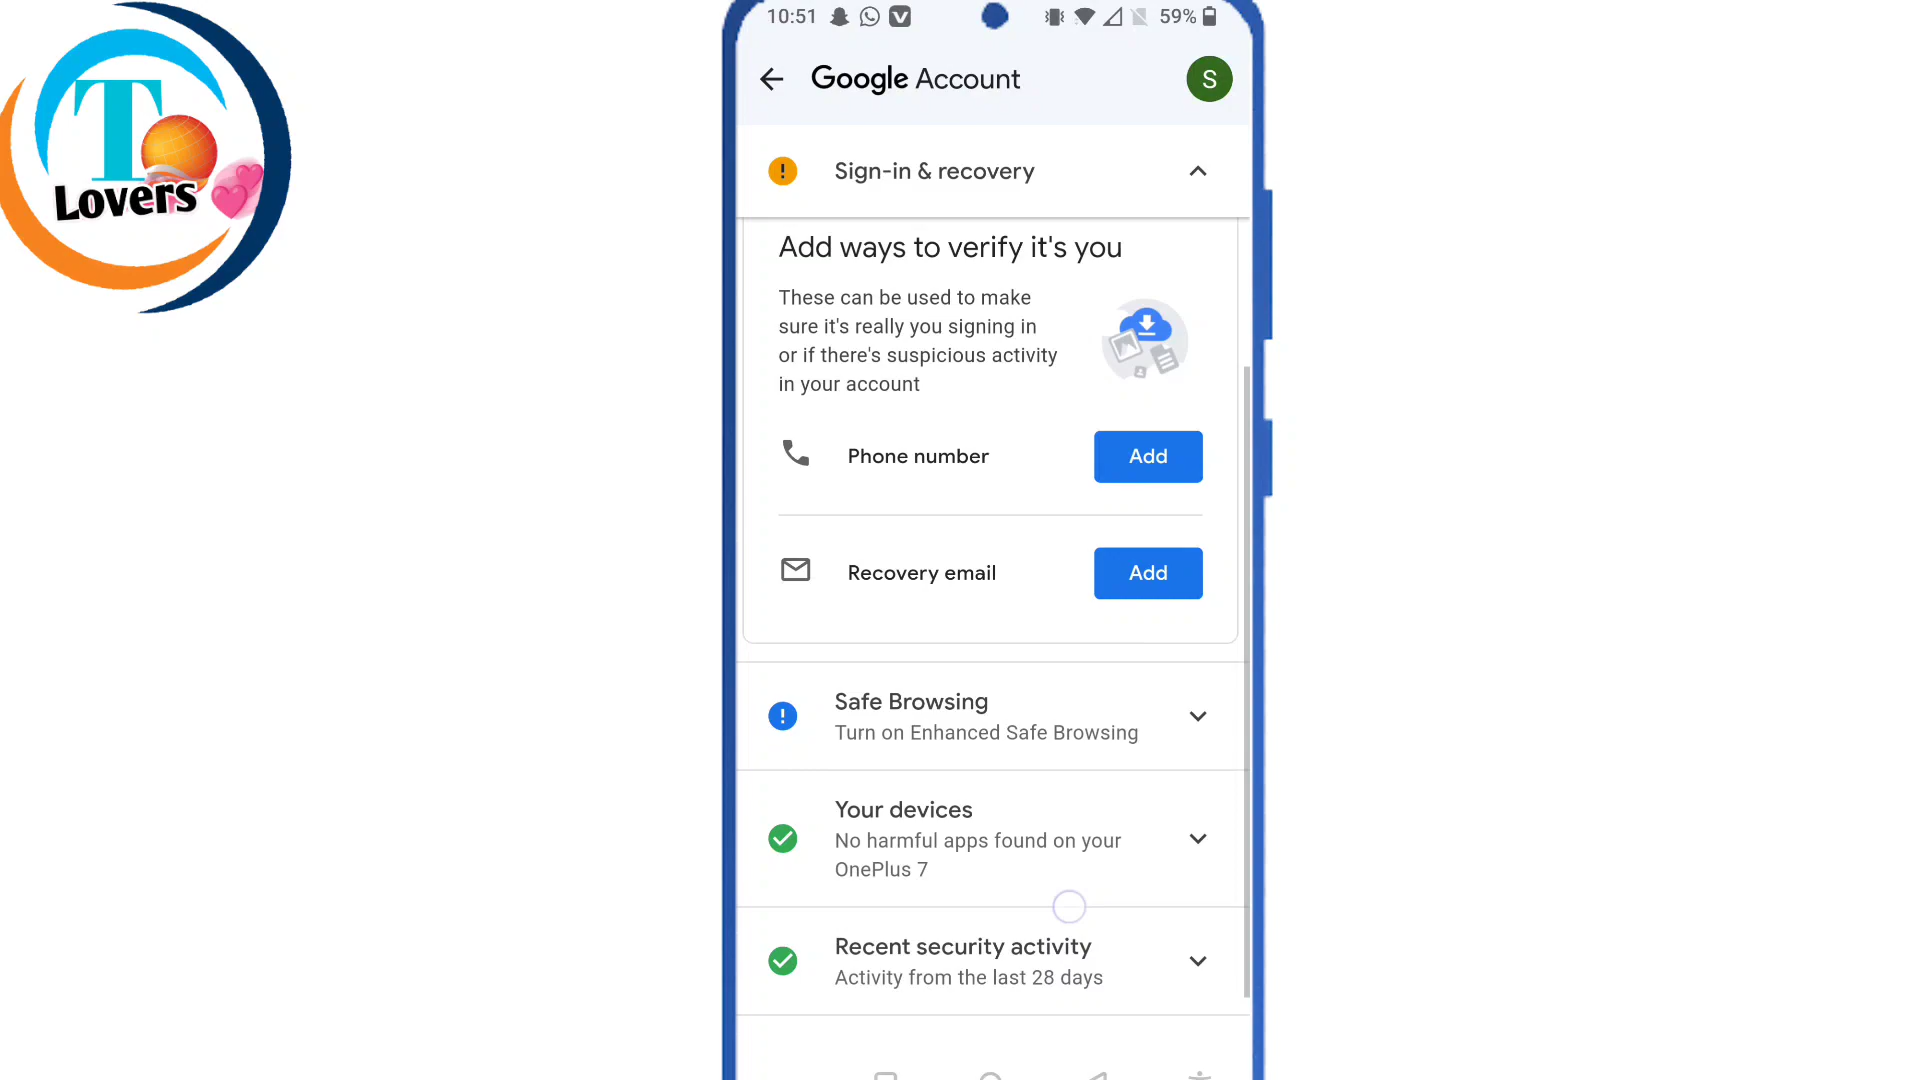 10:51
59%
Google Account
S
Sign-in & recovery
Add ways to verify it's you
These can be used to make
sure it's really you signing in
or if there's suspicious activity
in your account
Phone number
Add
Recovery email
Add
Safe Browsing
Turn on Enhanced Safe Browsing
Your devices
No harmful apps found on your
OnePlus 7
Recent security activity
Activity from the last 28 days
To
Lovers